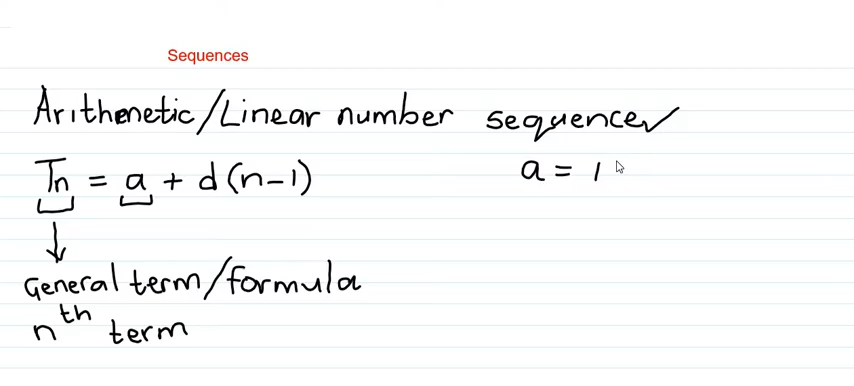 Sequences
Arithmetic/Linear number sequence
Tn = a + d(n-1)
a = 1
General term/formula
nth term